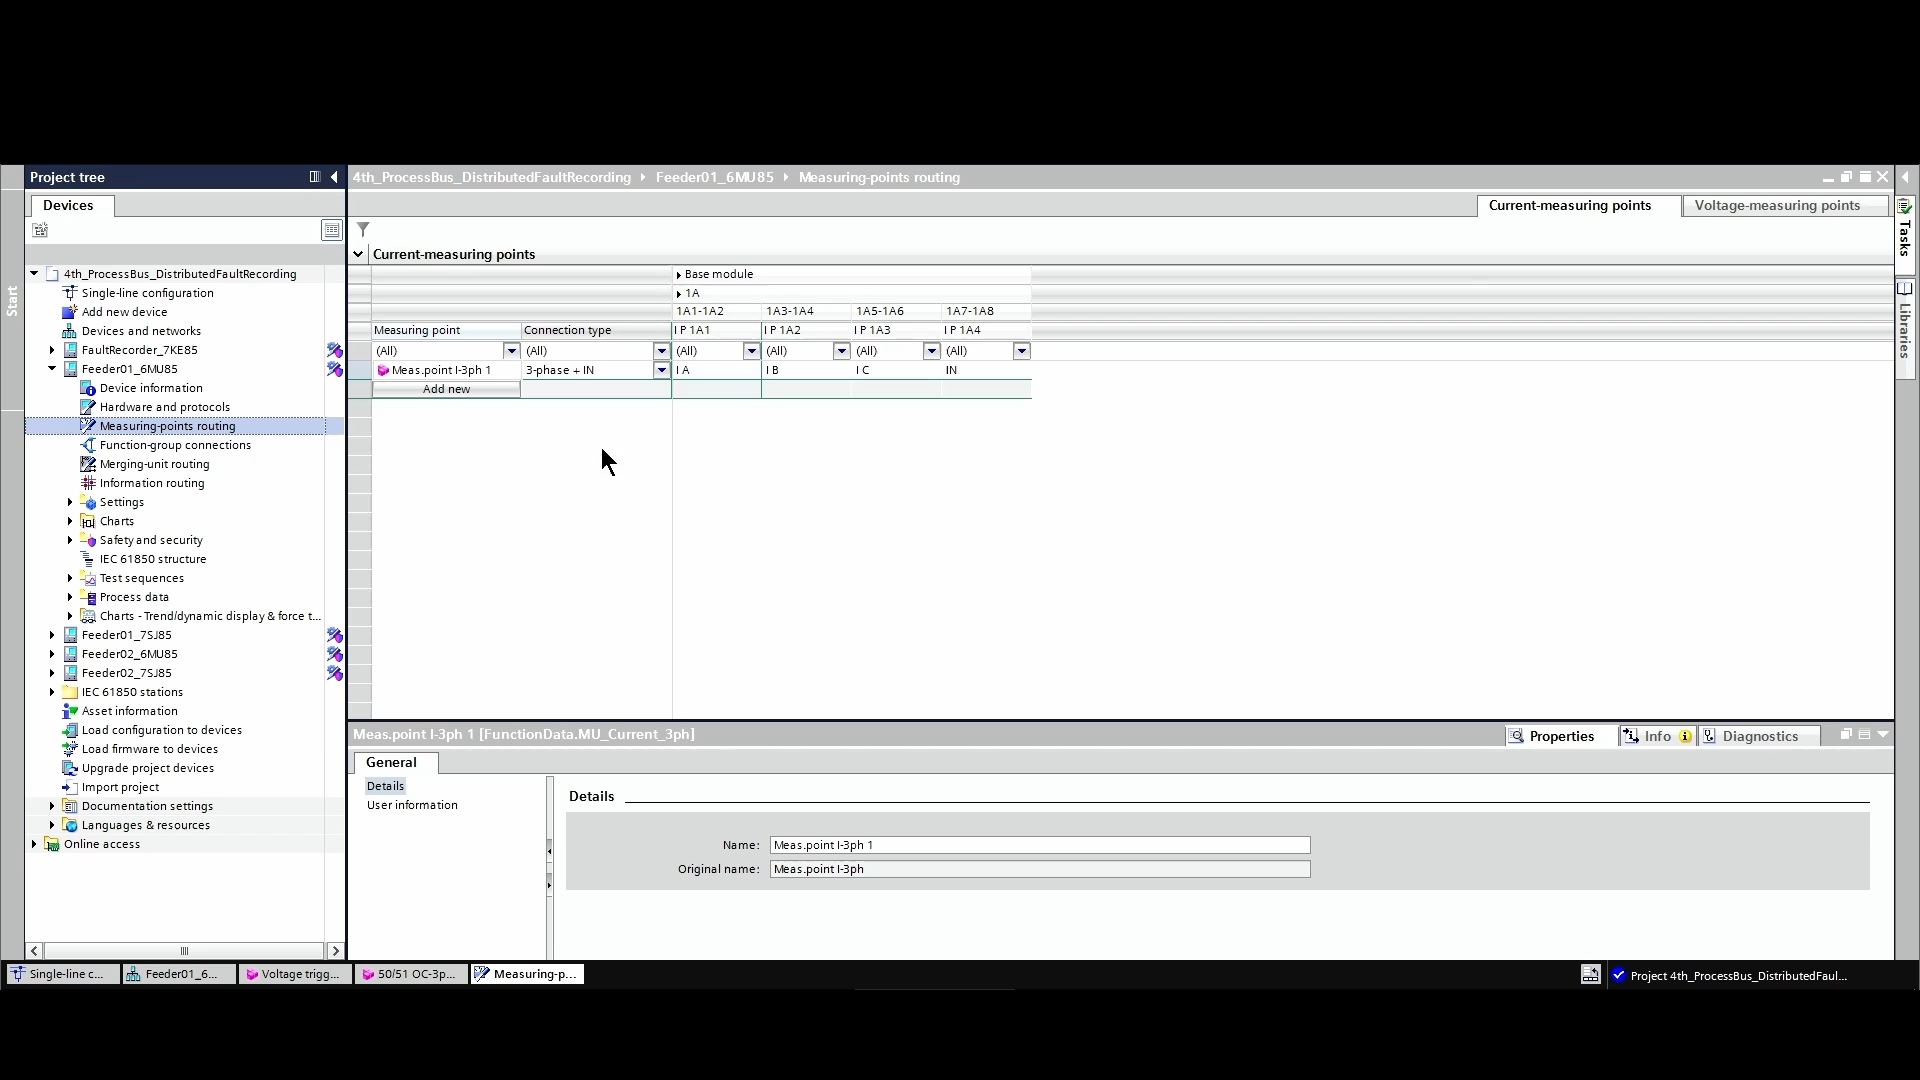 Project tree
4th_ProcessBus_DistributedFaultRecording Feeder01_6MU85 Measuring-points routing
Devices
Current-measuring points Voltage-measuring points
Start
Tasks
Libraries
4th_ProcessBus_DistributedFaultRecording
Single-line configuration
Add new device
Devices and networks
FaultRecorder_7KE85
Feeder01_6MU85
Device information
Hardware and protocols
Measuring-points routing
Function-group connections
Merging-unit routing
Information routing
Settings
Charts
Safety and security
IEC 61850 structure
Test sequences
Process data
Charts - Trend/dynamic display & force t...
Feeder01_7SJ85
Feeder02_6MU85
Feeder02_7SJ85
IEC 61850 stations
Asset information
Load configuration to devices
Load firmware to devices
Upgrade project devices
Import project
Documentation settings
Languages & resources
Online access
Current-measuring points
Base module
1A
1A1-1A2 1A3-1A4 1A5-1A6 1A7-1A8
Measuring point Connection type I P 1A1 I P 1A2 I P 1A3 I P 1A4
(All) (All) (All) (All) (All) (All)
Meas.point I-3ph 1 3-phase + IN I A I B I C IN
Add new
Meas.point I-3ph 1 [FunctionData.MU_Current_3ph]
Properties Info Diagnostics
General
Details
User information
Details
Name: Meas.point I-3ph 1
Original name: Meas.point I-3ph
Single-line c... Feeder01_6... Voltage trigg... 50/51 OC-3p... Measuring-p...
Project 4th_ProcessBus_DistributedFaul...